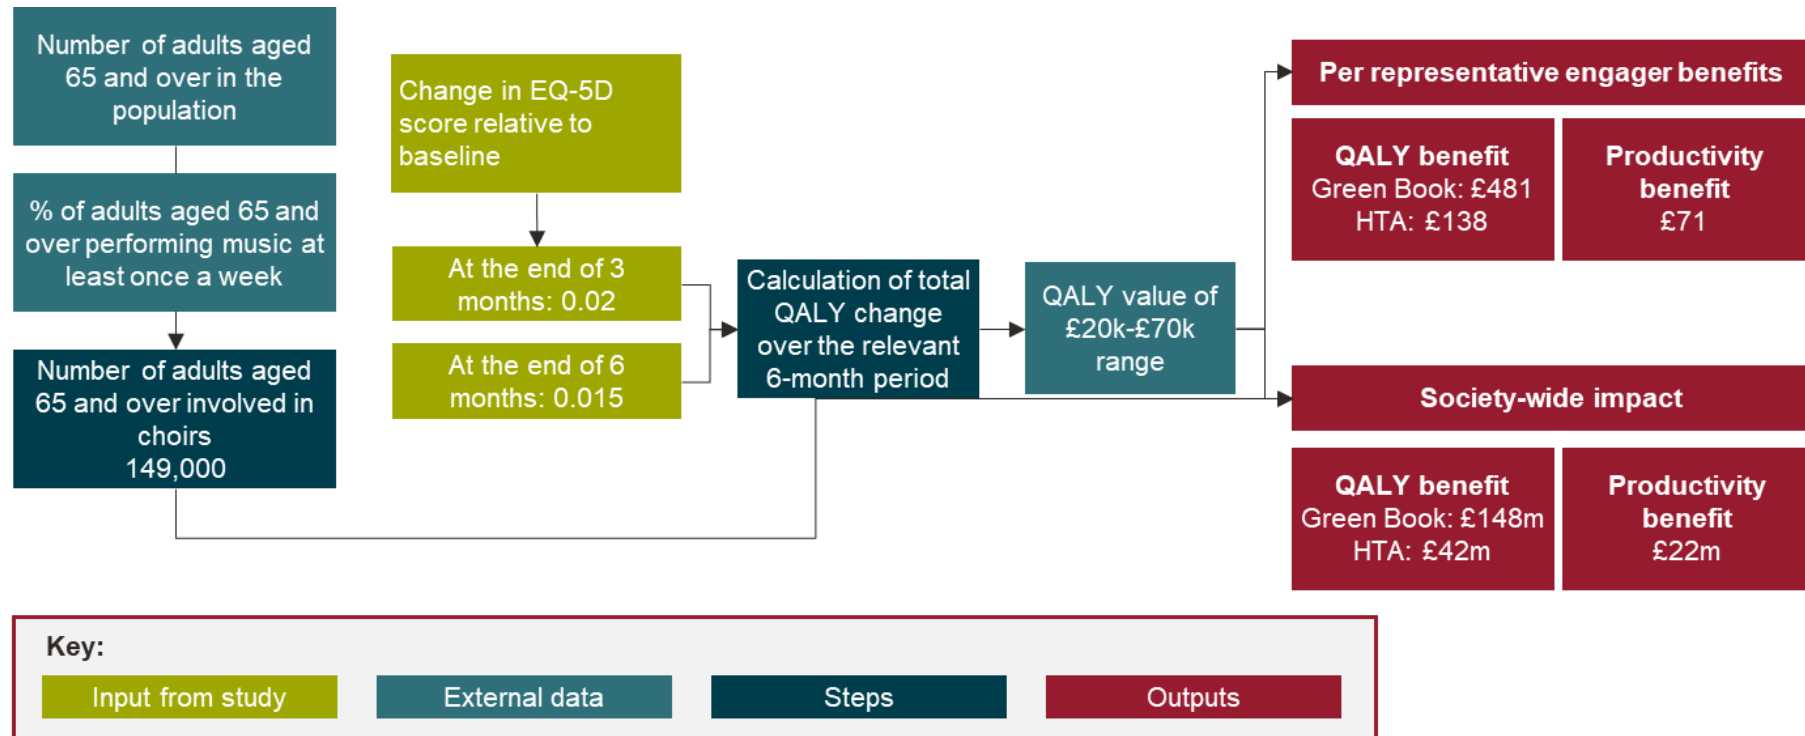 Number of adults aged
65 and over in the
population
% of adults aged 65 and
over performing music at
least once a week
Number of adults aged
65 and over involved in
choirs
149,000
Change in EQ-5D
score relative to
baseline
At the end of 3
months: 0.02
At the end of 6
months: 0.015
Calculation of total
QALY change
over the relevant
6-month period
QALY value of
£20k-£70k
range
Per representative engager benefits
QALY benefit
Green Book: £481
HTA: £138
Productivity
benefit
£71
Society-wide impact
QALY benefit
Green Book: £148m
HTA: £42m
Productivity
benefit
£22m
Key:
Input from study
External data
Steps
Outputs